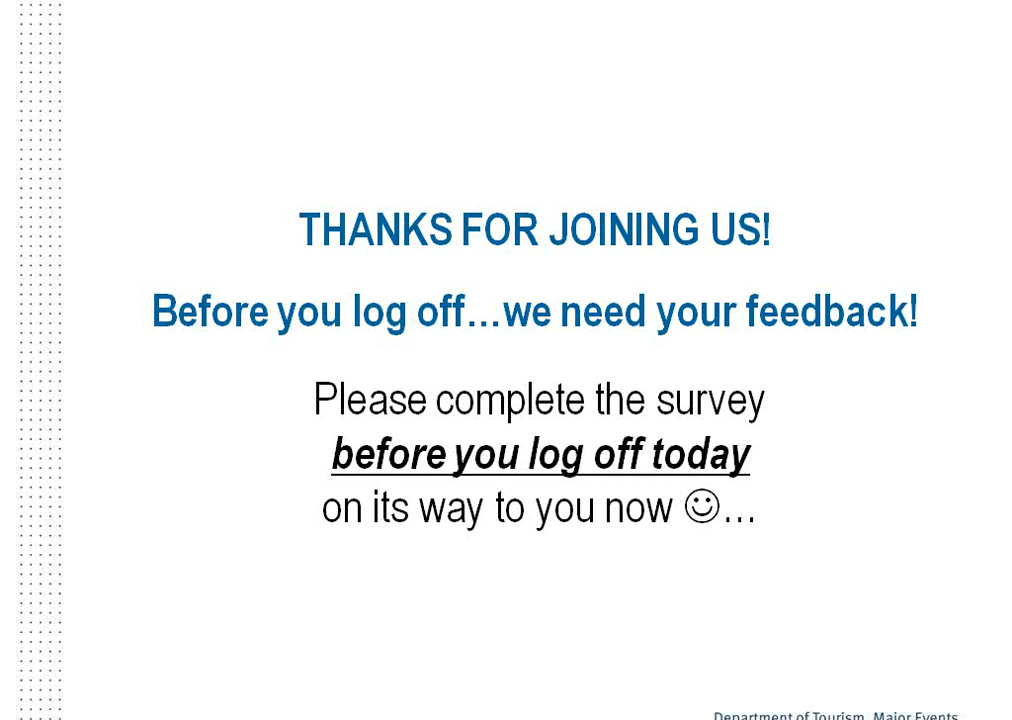 THANKS FOR JOINING US!
Before you log off…we need your feedback!
Please complete the survey
before you log off today
on its way to you now ☺…
Department of Tourism, Major Events